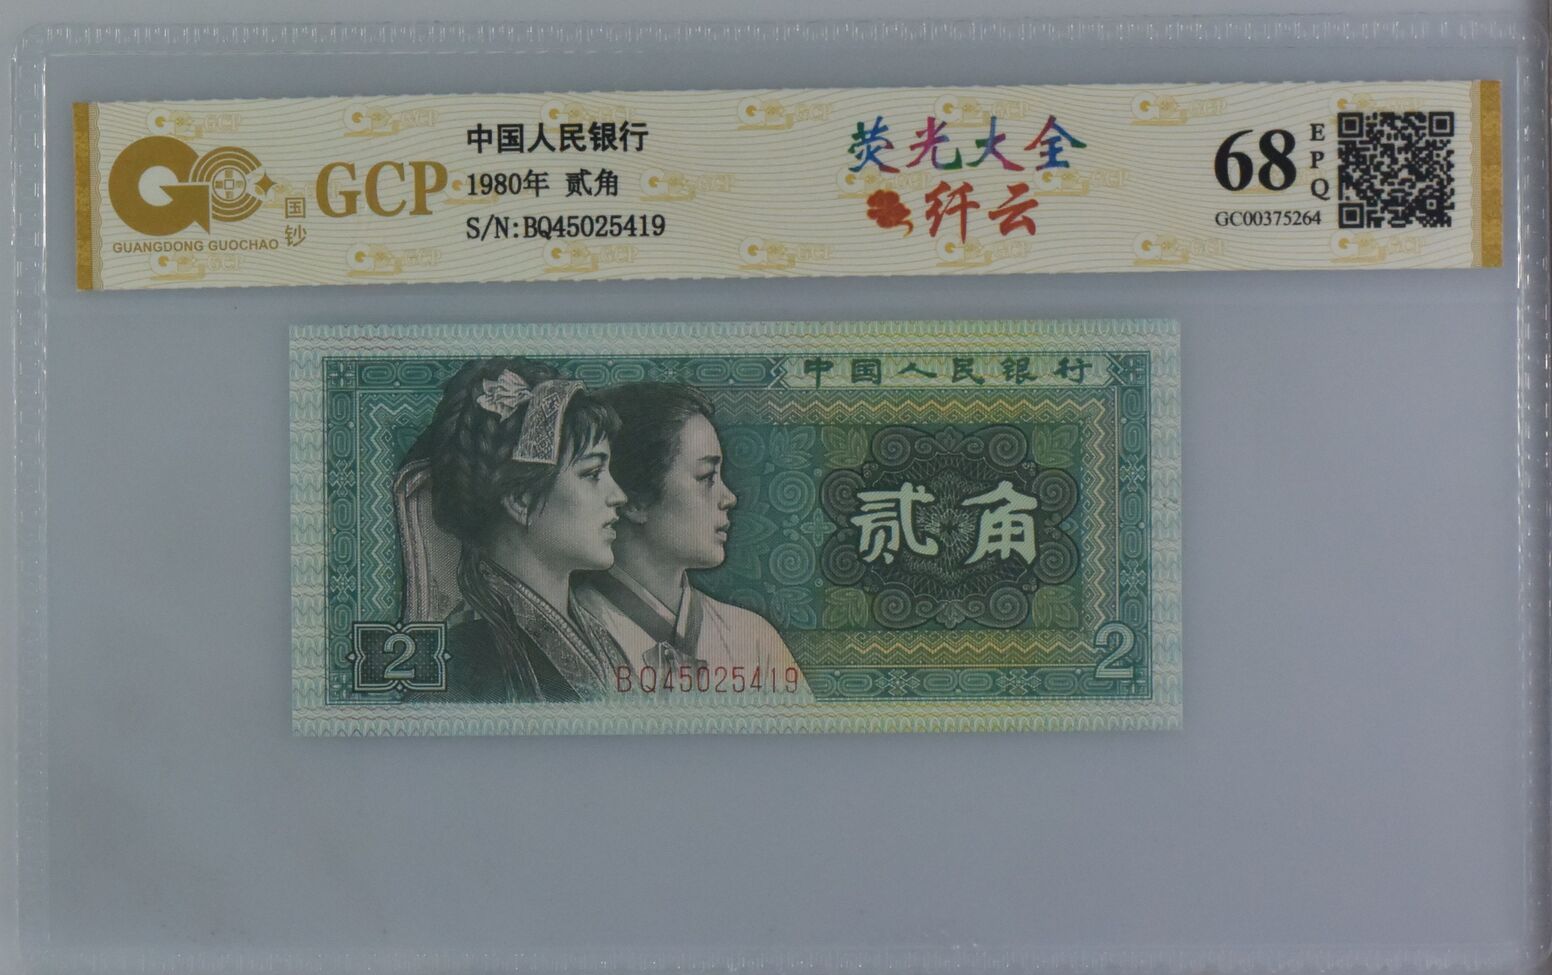 GUANGDONG GUOCHAO
国钞
GCP
中国人民银行
1980年 贰角
S/N:BQ45025419
荧光大全
纤云
68
EPQ
GC00375264
中国人民银行
贰角
2
2
BQ45025419